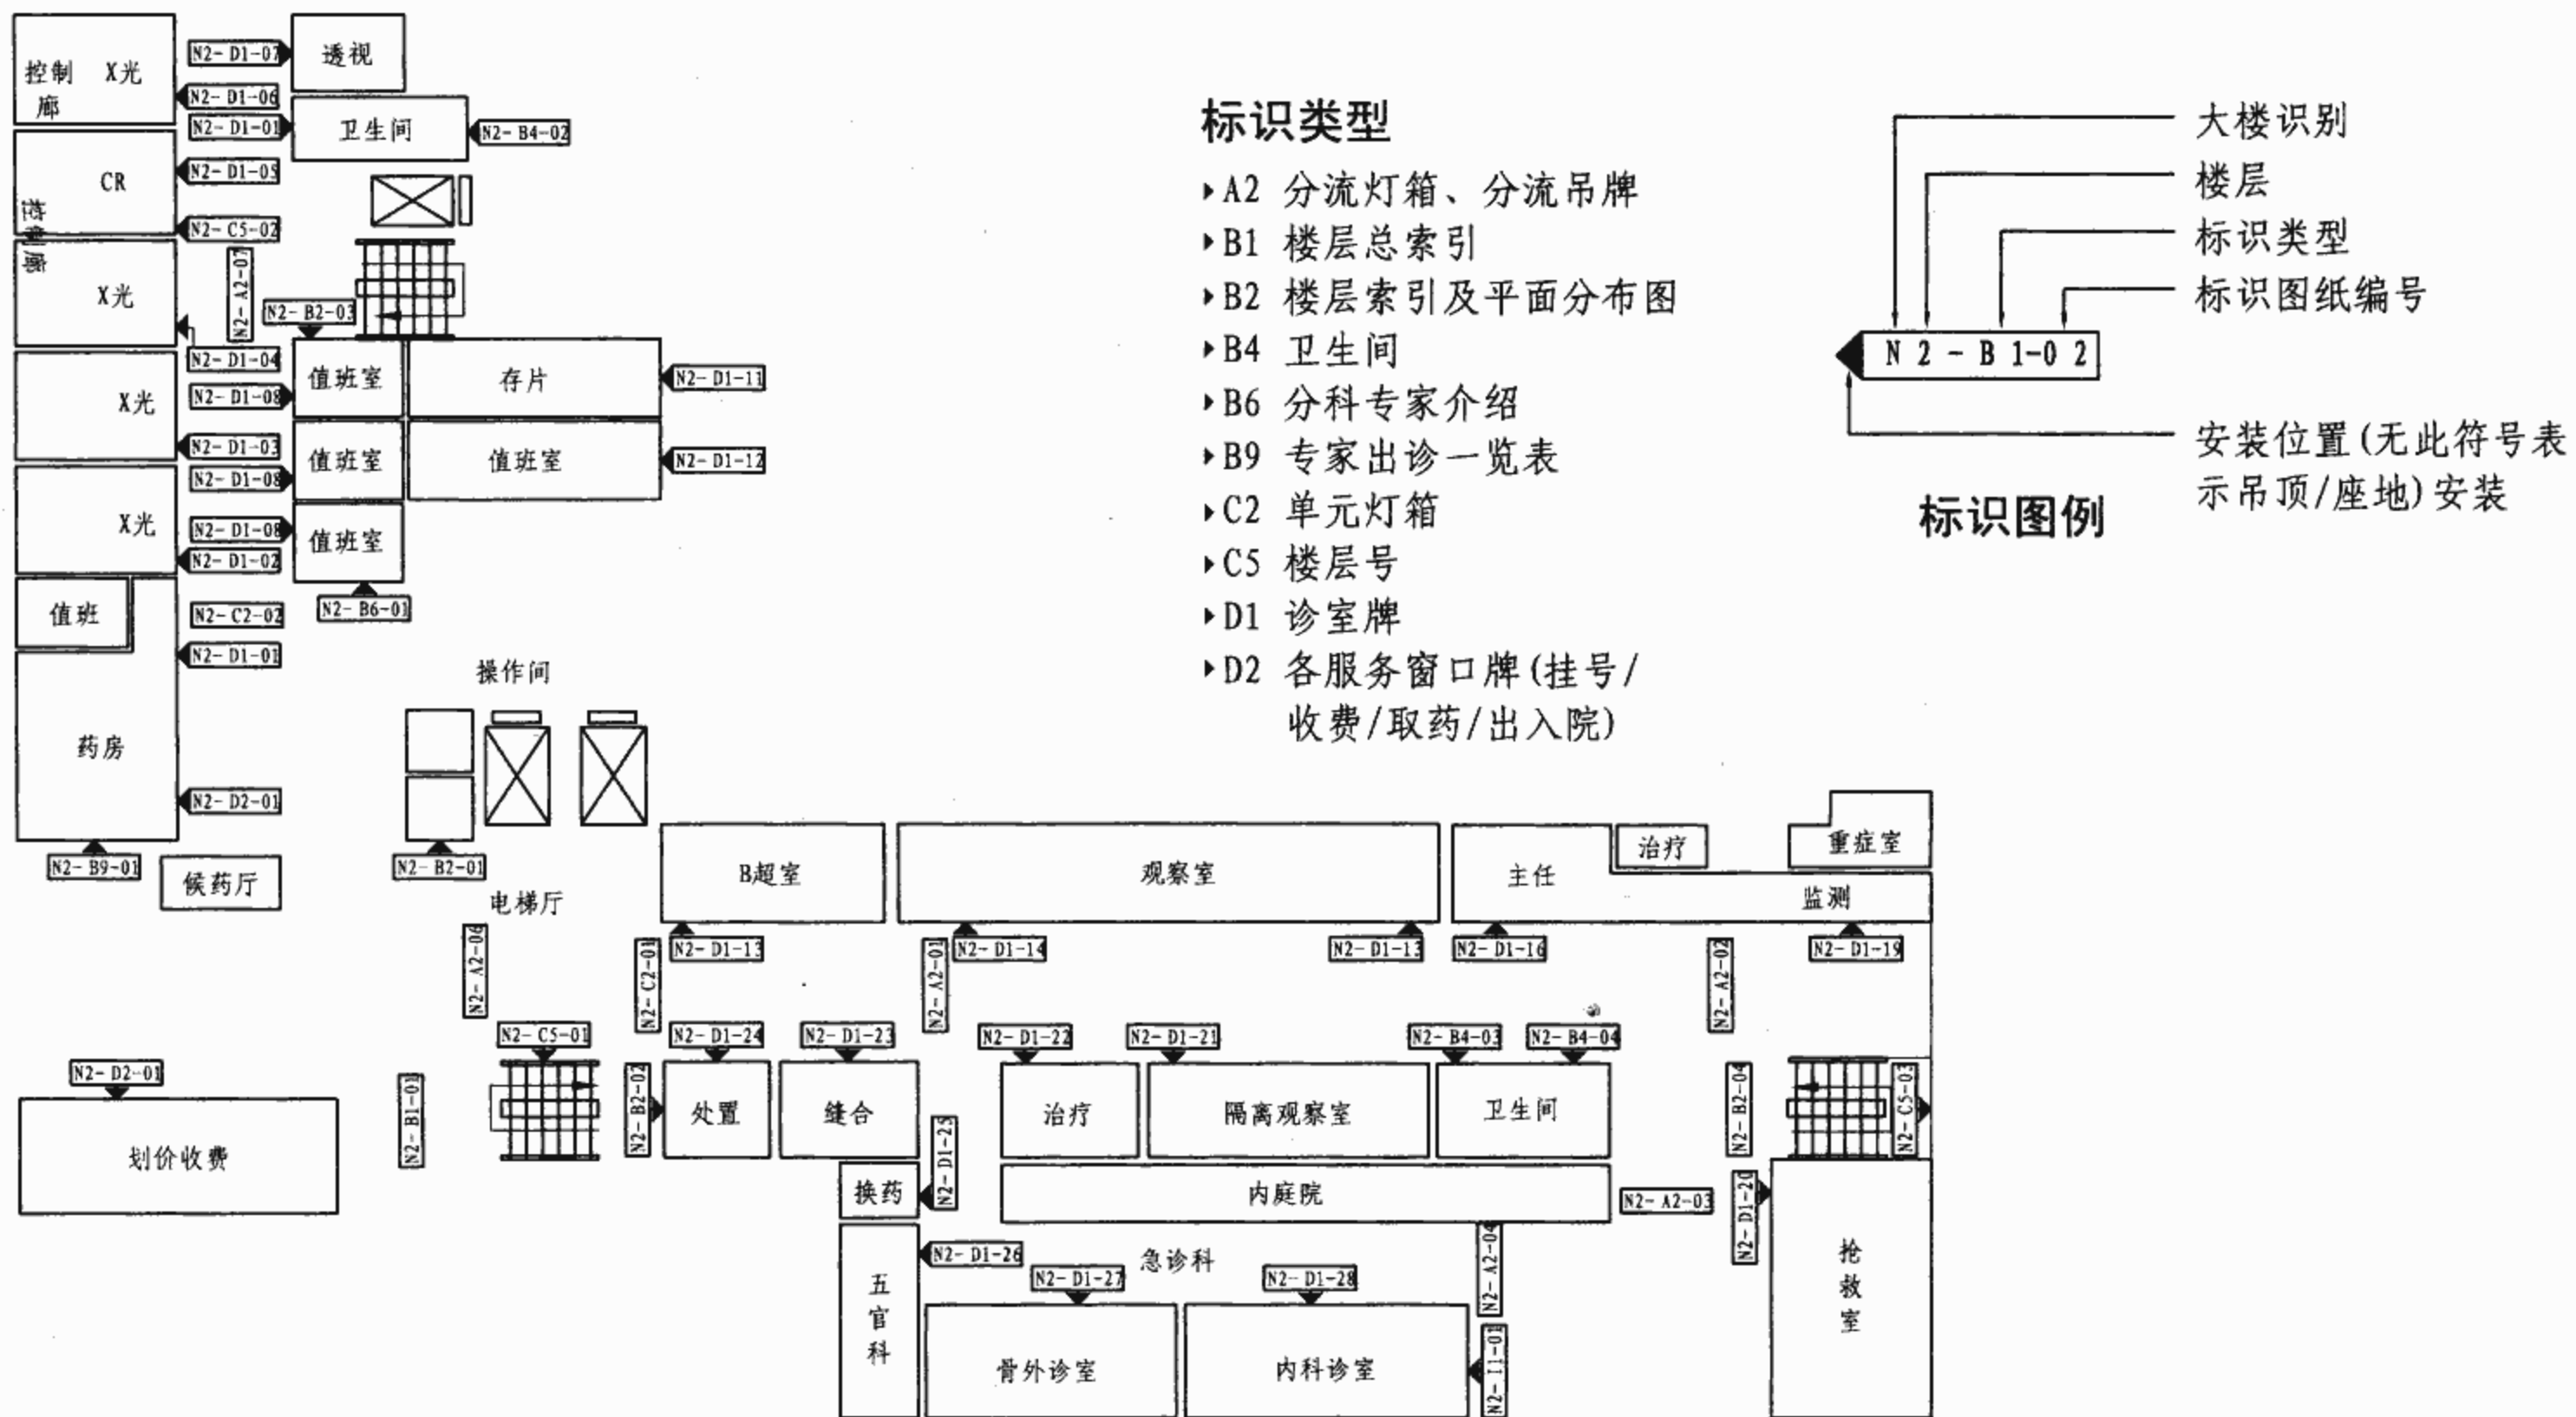 N2- D1-07
透视
控制 X光
廊
N2- D1-06
N2- D1-01
卫生间
N2- B4-02
CR
N2- D1-05
控制廊
N2- C5-02
X光
N2- A2-07
N2- B2-03
N2- D1-04
值班室
存片
N2- D1-11
X光
N2- D1-08
N2- D1-03
值班室
值班室
N2- D1-12
N2- D1-08
X光
N2- D1-08
值班室
N2- D1-02
值班
N2- C2-02
N2- B6-01
N2- D1-01
操作间
药房
N2- D2-01
N2- B9-01
候药厅
N2- B2-01
电梯厅
标识类型
A2 分流灯箱、分流吊牌
B1 楼层总索引
B2 楼层索引及平面分布图
B4 卫生间
B6 分科专家介绍
B9 专家出诊一览表
C2 单元灯箱
C5 楼层号
D1 诊室牌
D2 各服务窗口牌(挂号/
收费/取药/出入院)
大楼识别
楼层
标识类型
标识图纸编号
N 2 - B 1-0 2
安装位置(无此符号表
示吊顶/座地)安装
标识图例
B超室
观察室
主任
治疗
重症室
监测
N2- A2-06
N2- C2-01
N2- D1-13
N2- A2-01
N2- D1-14
N2- D1-13
N2- D1-16
N2- A2-02
N2- D1-19
N2- C5-01
N2- D1-24
N2- D1-23
N2- D1-22
N2- D1-21
N2- B4-03
N2- B4-04
N2- D2-01
划价收费
N2- B1-01
N2- B2-02
处置
缝合
N2- D1-25
治疗
隔离观察室
卫生间
N2- B2-04
N2- C5-03
换药
内庭院
N2- A2-03
N2- D1-20
五官科
N2- D1-26
急诊科
N2- D1-27
N2- D1-28
N2- A2-04
抢救室
骨外诊室
内科诊室
N2- I1-01